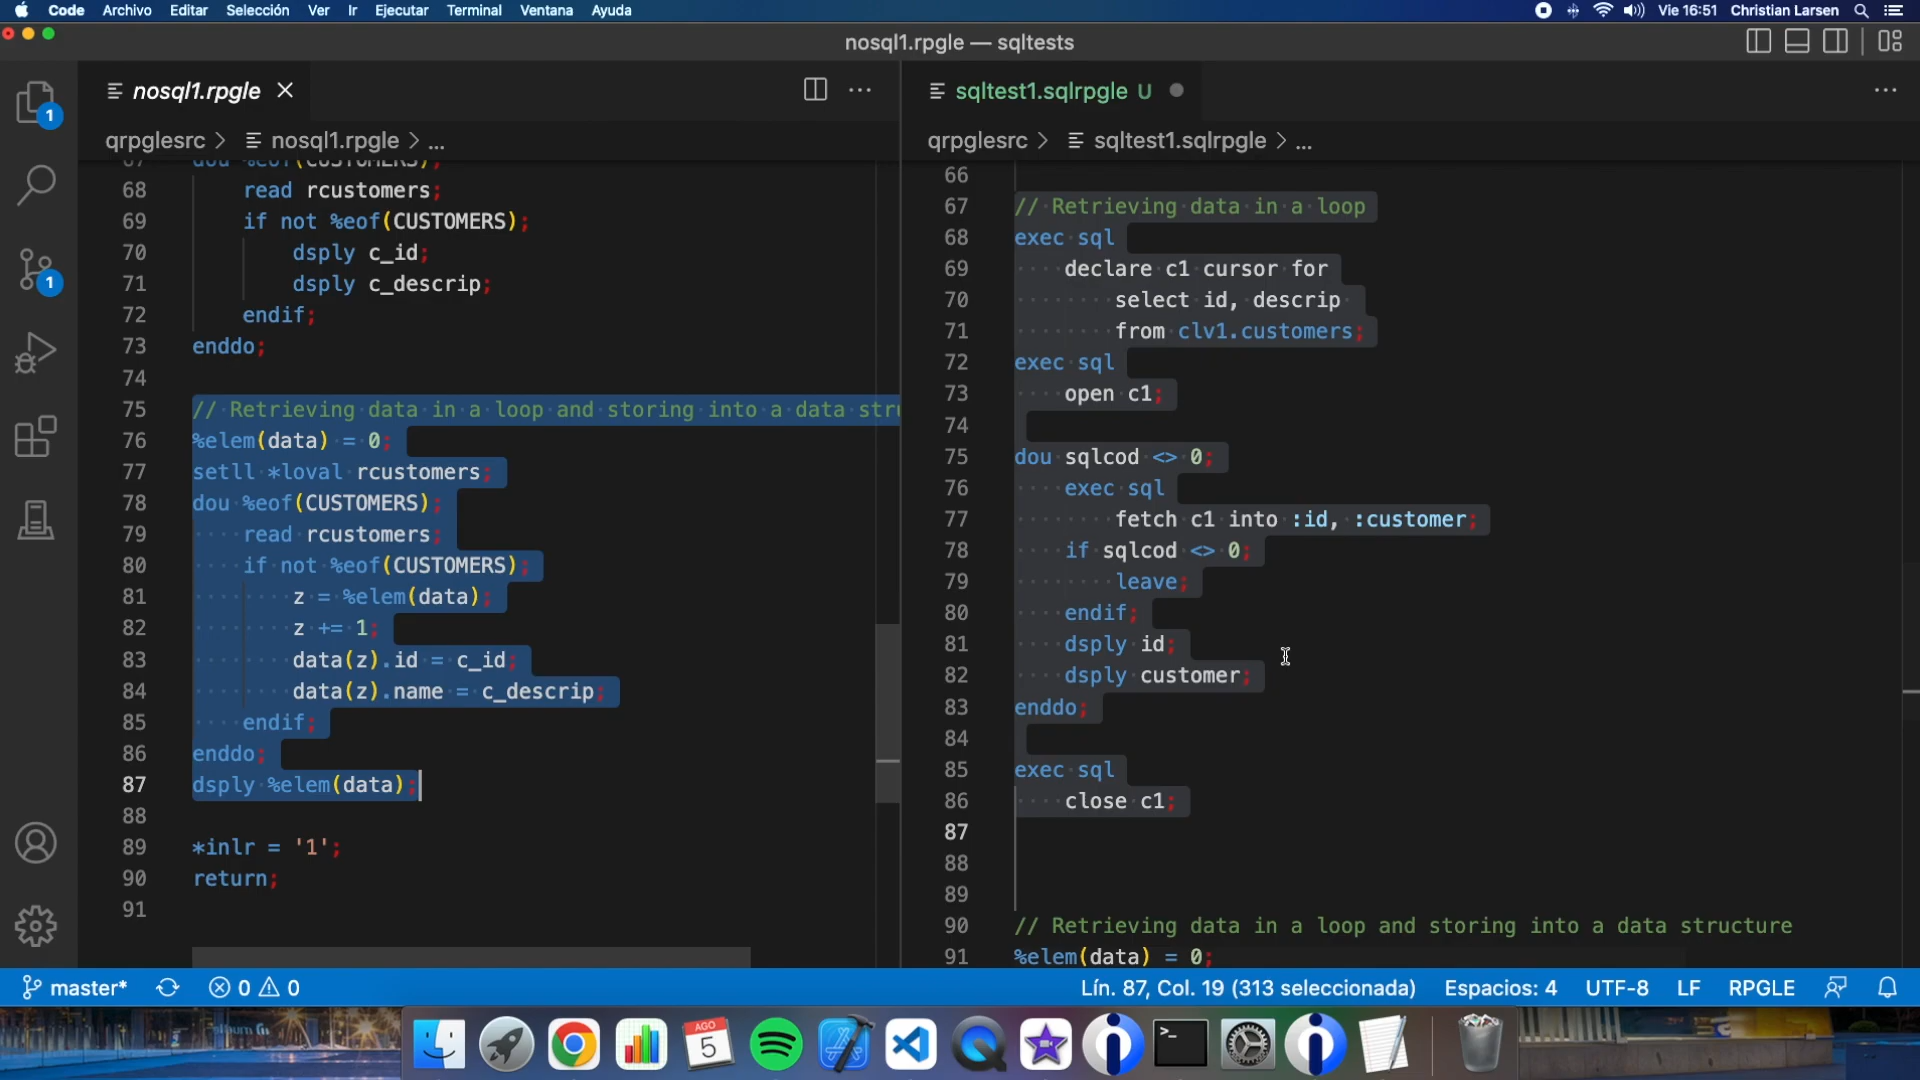 Code Archivo Editar Selección Ver Ir Ejecutar Terminal Ventana Ayuda Vie 16:51 Christian Larsen
nosql1.rpgle — sqltests
nosql1.rpgle
qrpglesrc > nosql1.rpgle > ...
67 dou %eof(CUSTOMERS);
68 read rcustomers;
69 if not %eof(CUSTOMERS);
70 dsply c_id;
71 dsply c_descrip;
72 endif;
73 enddo;
74
75 // Retrieving data in a loop and storing into a data stru
76 %elem(data) = 0;
77 setll *loval rcustomers;
78 dou %eof(CUSTOMERS);
79 read rcustomers;
80 if not %eof(CUSTOMERS);
81 z = %elem(data);
82 z += 1;
83 data(z).id = c_id;
84 data(z).name = c_descrip;
85 endif;
86 enddo;
87 dsply %elem(data);
88
89 *inlr = '1';
90 return;
91
sqltest1.sqlrpgle U
qrpglesrc > sqltest1.sqlrpgle > ...
66
67 // Retrieving data in a loop
68 exec sql
69 declare c1 cursor for
70 select id, descrip
71 from clv1.customers;
72 exec sql
73 open c1;
74
75 dou sqlcod <> 0;
76 exec sql
77 fetch c1 into :id, :customer;
78 if sqlcod <> 0;
79 leave;
80 endif;
81 dsply id;
82 dsply customer;
83 enddo;
84
85 exec sql
86 close c1;
87
88
89
90 // Retrieving data in a loop and storing into a data structure
91 %elem(data) = 0;
1
1
master* 0 0 Lín. 87, Col. 19 (313 seleccionada) Espacios: 4 UTF-8 LF RPGLE
AGO
5